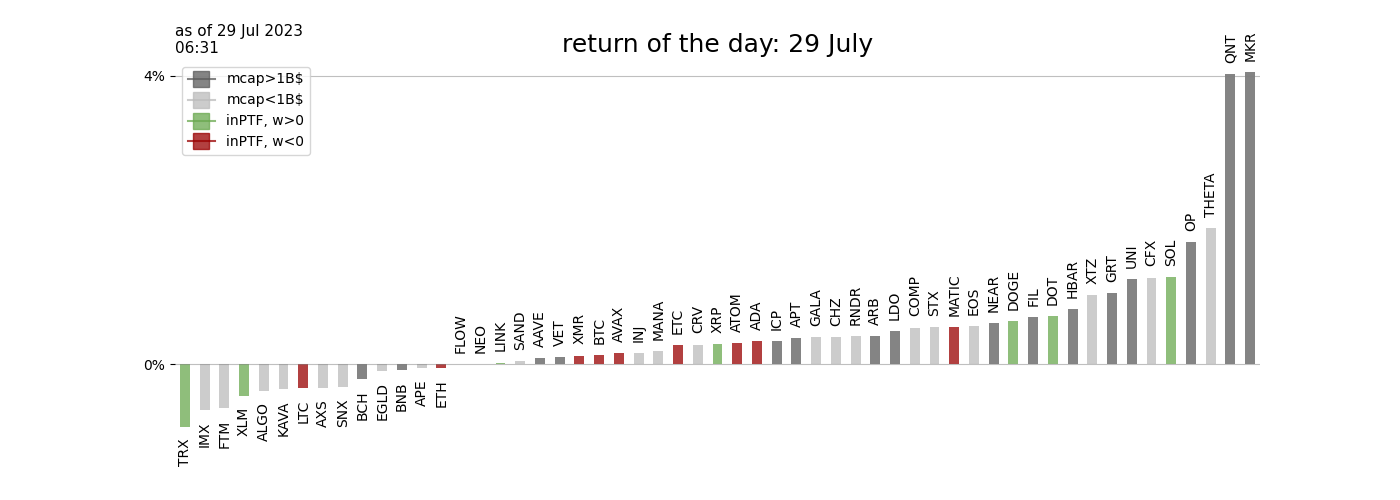 as of 29 Jul 2023
06:31
return of the day: 29 July
4%
0%
mcap>1B$
mcap<1B$
inPTF, w>0
inPTF, w<0
TRX
IMX
FTM
XLM
ALGO
KAVA
LTC
AXS
SNX
BCH
EGLD
BNB
APE
ETH
FLOW
NEO
LINK
SAND
AAVE
VET
XMR
BTC
AVAX
INJ
MANA
ETC
CRV
XRP
ATOM
ADA
ICP
APT
GALA
CHZ
RNDR
ARB
LDO
COMP
STX
MATIC
EOS
NEAR
DOGE
FIL
DOT
HBAR
XTZ
GRT
UNI
CFX
SOL
OP
THETA
QNT
MKR